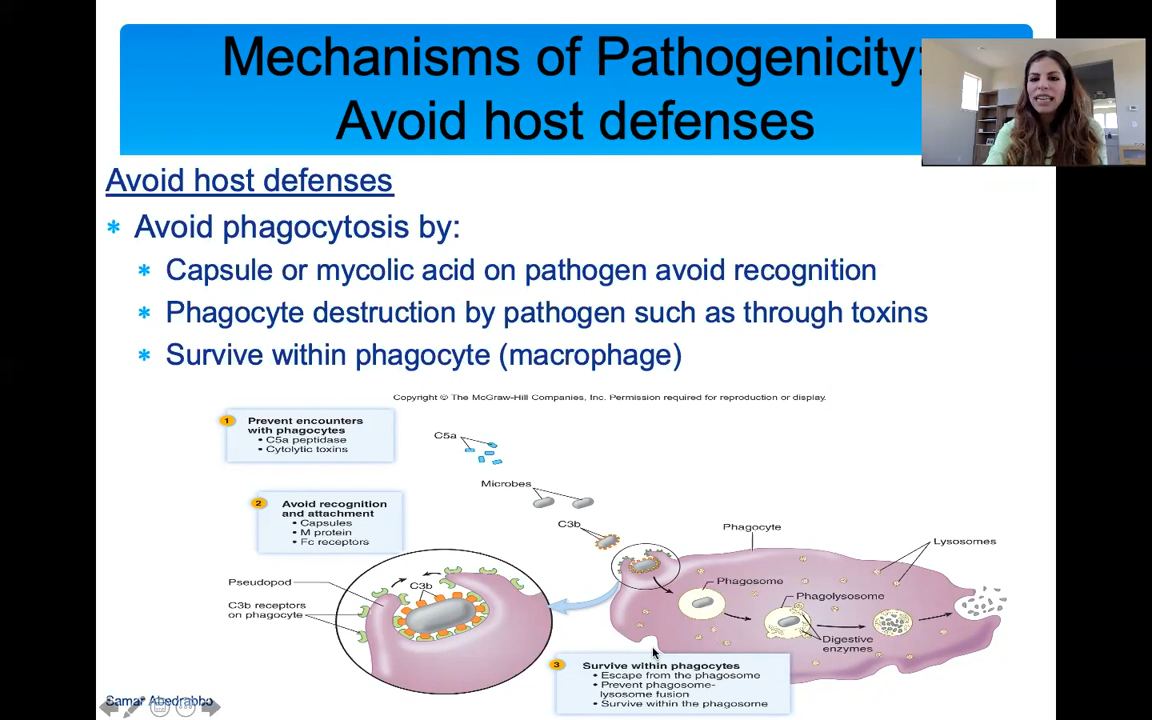 Mechanisms of Pathogenicity:
Avoid host defenses
Avoid host defenses
* Avoid phagocytosis by:
* Capsule or mycolic acid on pathogen avoid recognition
* Phagocyte destruction by pathogen such as through toxins
* Survive within phagocyte (macrophage)
Copyright © The McGraw-Hill Companies, Inc. Permission required for reproduction or display.
1 Prevent encounters
with phagocytes
• C5a peptidase
• Cytolytic toxins
C5a
Microbes
2 Avoid recognition
and attachment
• Capsules
• M protein
• Fc receptors
C3b
Phagocyte
Lysosomes
Pseudopod
C3b
C3b receptors
on phagocyte
Phagosome
Phagolysosome
Digestive
enzymes
3 Survive within phagocytes
• Escape from the phagosome
• Prevent phagosome-
lysosome fusion
• Survive within the phagosome
Samar Abedrabbo